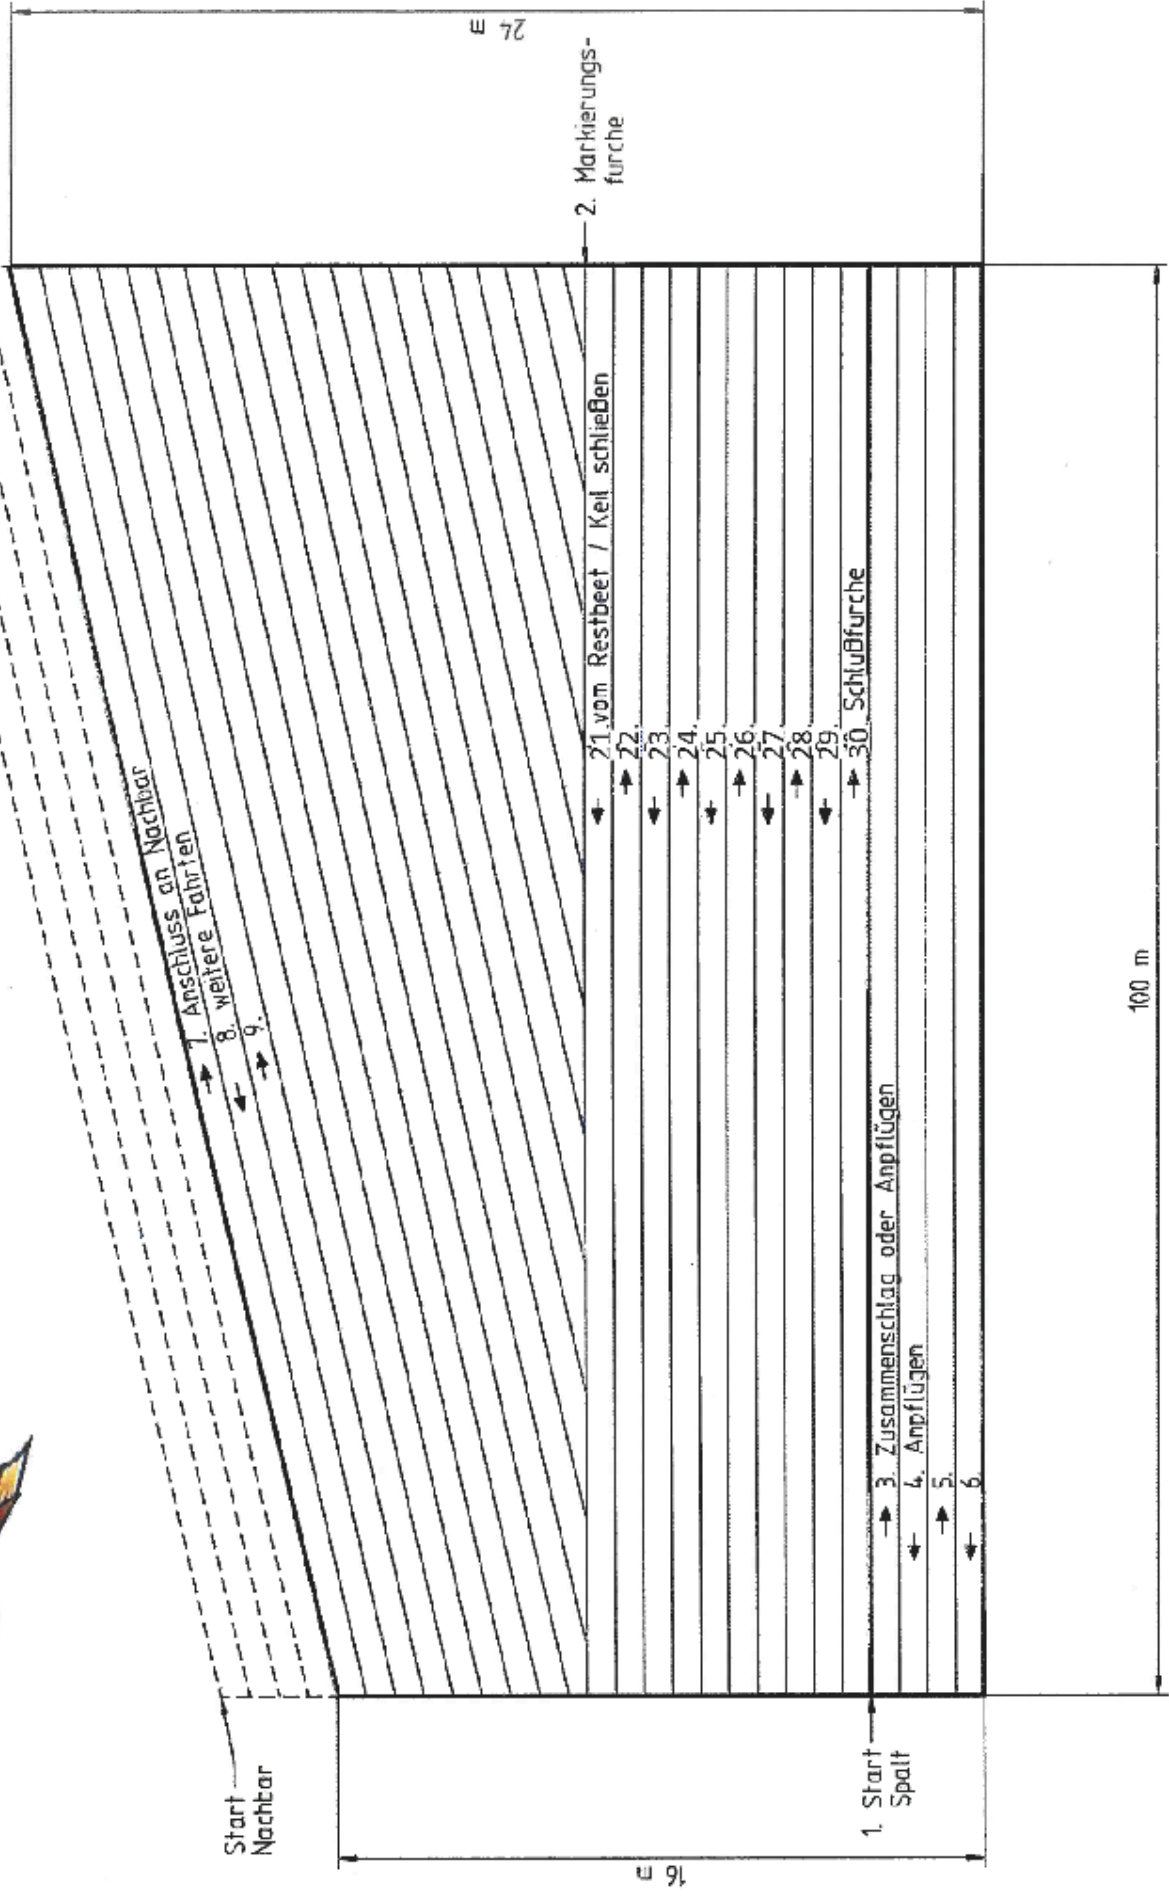 24 m
2. Markierungs-
furche
7. Anschluss an Nachbar
8. weitere Fahrten
9.
21. vom Restbeet / Keil schließen
22.
23.
24.
25.
26.
27.
28.
29.
30. Schlußfurche
3. Zusammenschlag oder Anpflügen
4. Anpflügen
5.
6.
Start
Nachbar
1. Start
Spalt
16 m
100 m